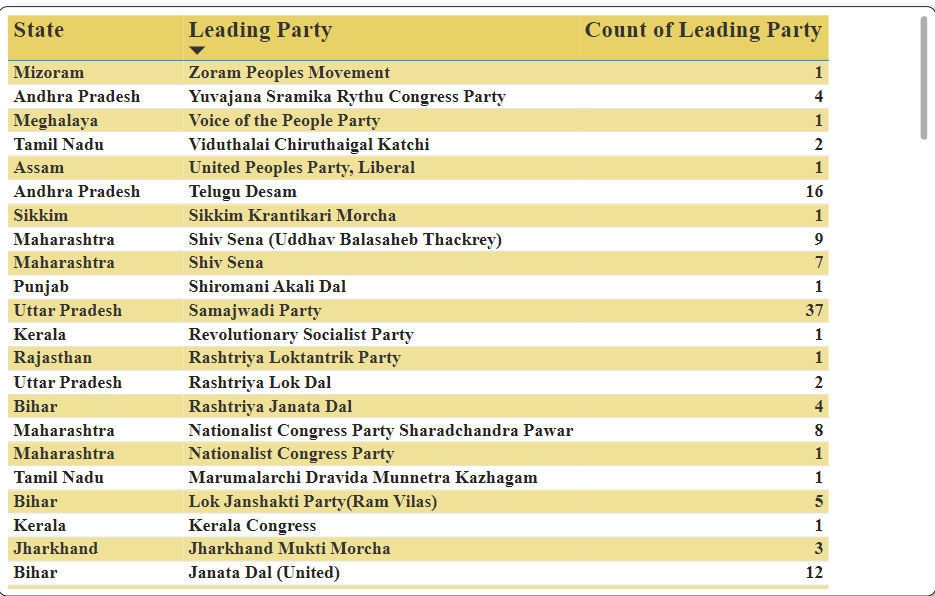 State Leading Party Count of Leading Party
Mizoram Zoram Peoples Movement 1
Andhra Pradesh Yuvajana Sramika Rythu Congress Party 4
Meghalaya Voice of the People Party 1
Tamil Nadu Viduthalai Chiruthaigal Katchi 2
Assam United Peoples Party, Liberal 1
Andhra Pradesh Telugu Desam 16
Sikkim Sikkim Krantikari Morcha 1
Maharashtra Shiv Sena (Uddhav Balasaheb Thackrey) 9
Maharashtra Shiv Sena 7
Punjab Shiromani Akali Dal 1
Uttar Pradesh Samajwadi Party 37
Kerala Revolutionary Socialist Party 1
Rajasthan Rashtriya Loktantrik Party 1
Uttar Pradesh Rashtriya Lok Dal 2
Bihar Rashtriya Janata Dal 4
Maharashtra Nationalist Congress Party Sharadchandra Pawar 8
Maharashtra Nationalist Congress Party 1
Tamil Nadu Marumalarchi Dravida Munnetra Kazhagam 1
Bihar Lok Janshakti Party(Ram Vilas) 5
Kerala Kerala Congress 1
Jharkhand Jharkhand Mukti Morcha 3
Bihar Janata Dal (United) 12